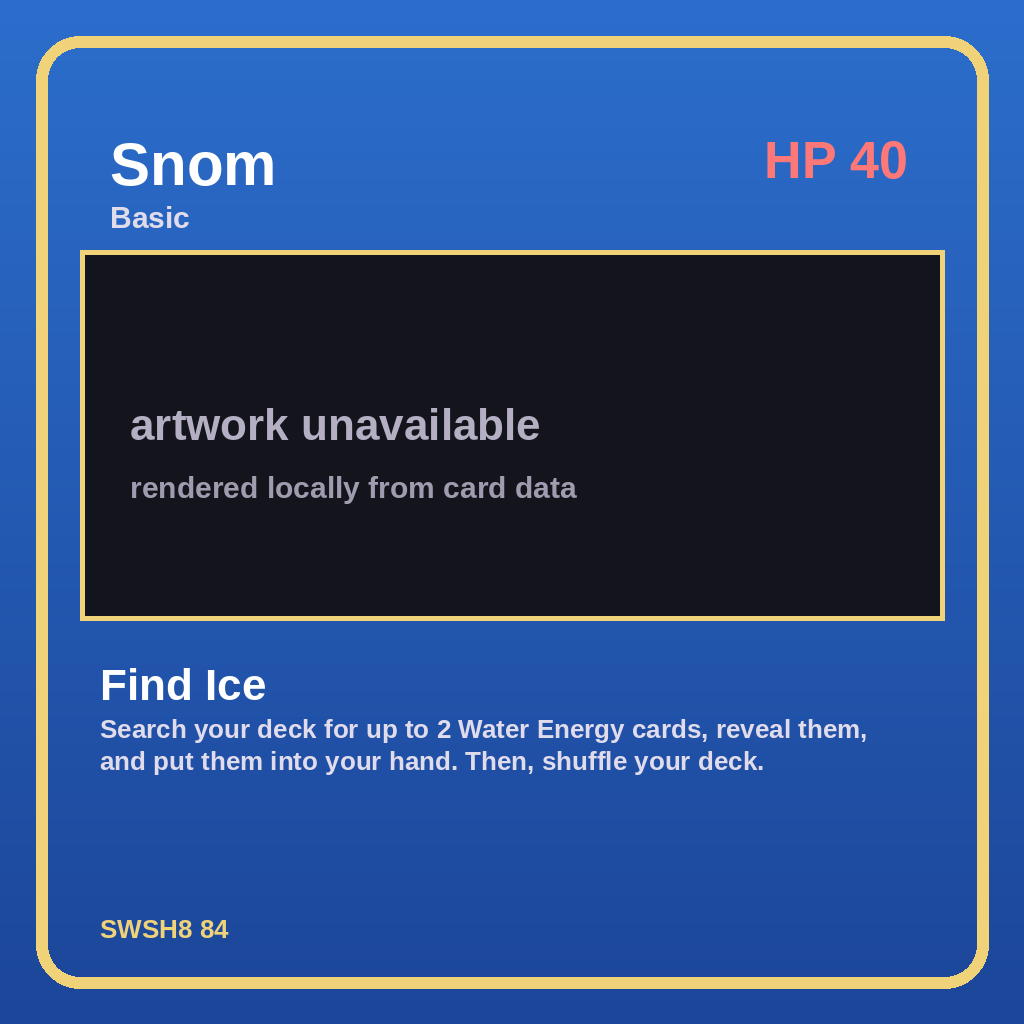 Snom
HP 40
Basic
artwork unavailable
rendered locally from card data
Find Ice
Search your deck for up to 2 Water Energy cards, reveal them,
and put them into your hand. Then, shuffle your deck.
SWSH8 84